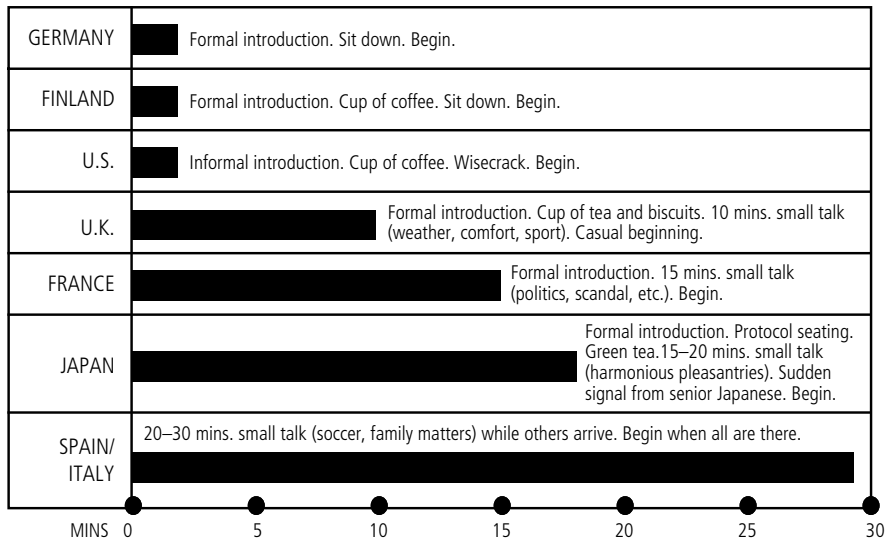 GERMANY
Formal introduction. Sit down. Begin.
FINLAND
Formal introduction. Cup of coffee. Sit down. Begin.
U.S.
Informal introduction. Cup of coffee. Wisecrack. Begin.
U.K.
Formal introduction. Cup of tea and biscuits. 10 mins. small talk
(weather, comfort, sport). Casual beginning.
FRANCE
Formal introduction. 15 mins. small talk
(politics, scandal, etc.). Begin.
JAPAN
Formal introduction. Protocol seating.
Green tea.15–20 mins. small talk
(harmonious pleasantries). Sudden
signal from senior Japanese. Begin.
SPAIN/
ITALY
20–30 mins. small talk (soccer, family matters) while others arrive. Begin when all are there.
MINS 0 5 10 15 20 25 30